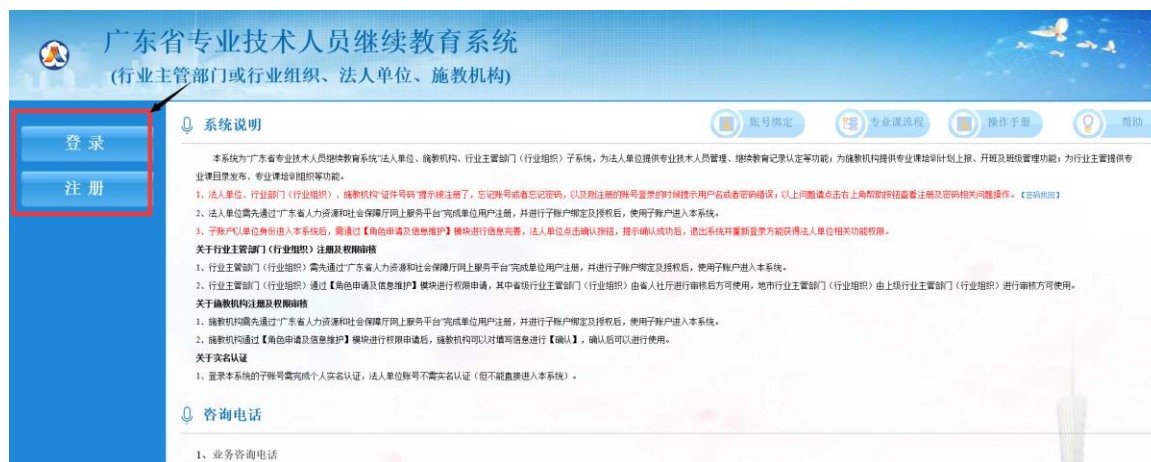 广东省专业技术人员继续教育系统
(行业主管部门或行业组织、法人单位、施教机构)
登 录
注 册
系统说明
账号绑定
专业课流程
操作手册
帮助
本系统为“广东省专业技术人员继续教育系统”法人单位、施教机构、行业主管部门（行业组织）子系统，为法人单位提供专业技术人员管理、继续教育记录认定等功能；为施教机构提供专业课培训计划上报、开班及班级管理功能；为行业主管提供专
业课目录发布、专业课培训组织等功能。
1、法人单位、行业部门（行业组织）、施教机构“证件号码”提示被注册了，忘记账号或者忘记密码，以及刚注册的账号登录的时候提示用户名或者密码错误；以上问题请点击右上角帮助按钮查看注册及密码相关问题操作。【密码找回】
2、法人单位需先通过“广东省人力资源和社会保障厅网上服务平台”完成单位用户注册，并进行子账户绑定及授权后，使用子账户进入本系统。
3、子账户以单位身份进入本系统后，需通过【角色申请及信息维护】模块进行信息完善，法人单位点击确认按钮，提示确认成功后，退出系统并重新登录方能获得法人单位相关功能权限。
关于行业主管部门（行业组织）注册及权限审核
1、行业主管部门（行业组织）需先通过“广东省人力资源和社会保障厅网上服务平台”完成单位用户注册，并进行子账户绑定及授权后，使用子账户进入本系统。
2、行业主管部门（行业组织）通过【角色申请及信息维护】模块进行权限申请，其中省级行业主管部门（行业组织）由省人社厅进行审核后方可使用，地市行业主管部门（行业组织）由上级行业主管部门（行业组织）进行审核方可使用。
关于施教机构注册及权限审核
1、施教机构需先通过“广东省人力资源和社会保障厅网上服务平台”完成单位用户注册，并进行子账户绑定及授权后，使用子账户进入本系统。
2、施教机构通过【角色申请及信息维护】模块进行权限申请后，施教机构可以对填写信息进行【确认】，确认后可以进行使用。
关于实名认证
1、登录本系统的子账号需完成个人实名认证，法人单位账号不需实名认证（但不能直接进入本系统）。
咨询电话
1、业务咨询电话